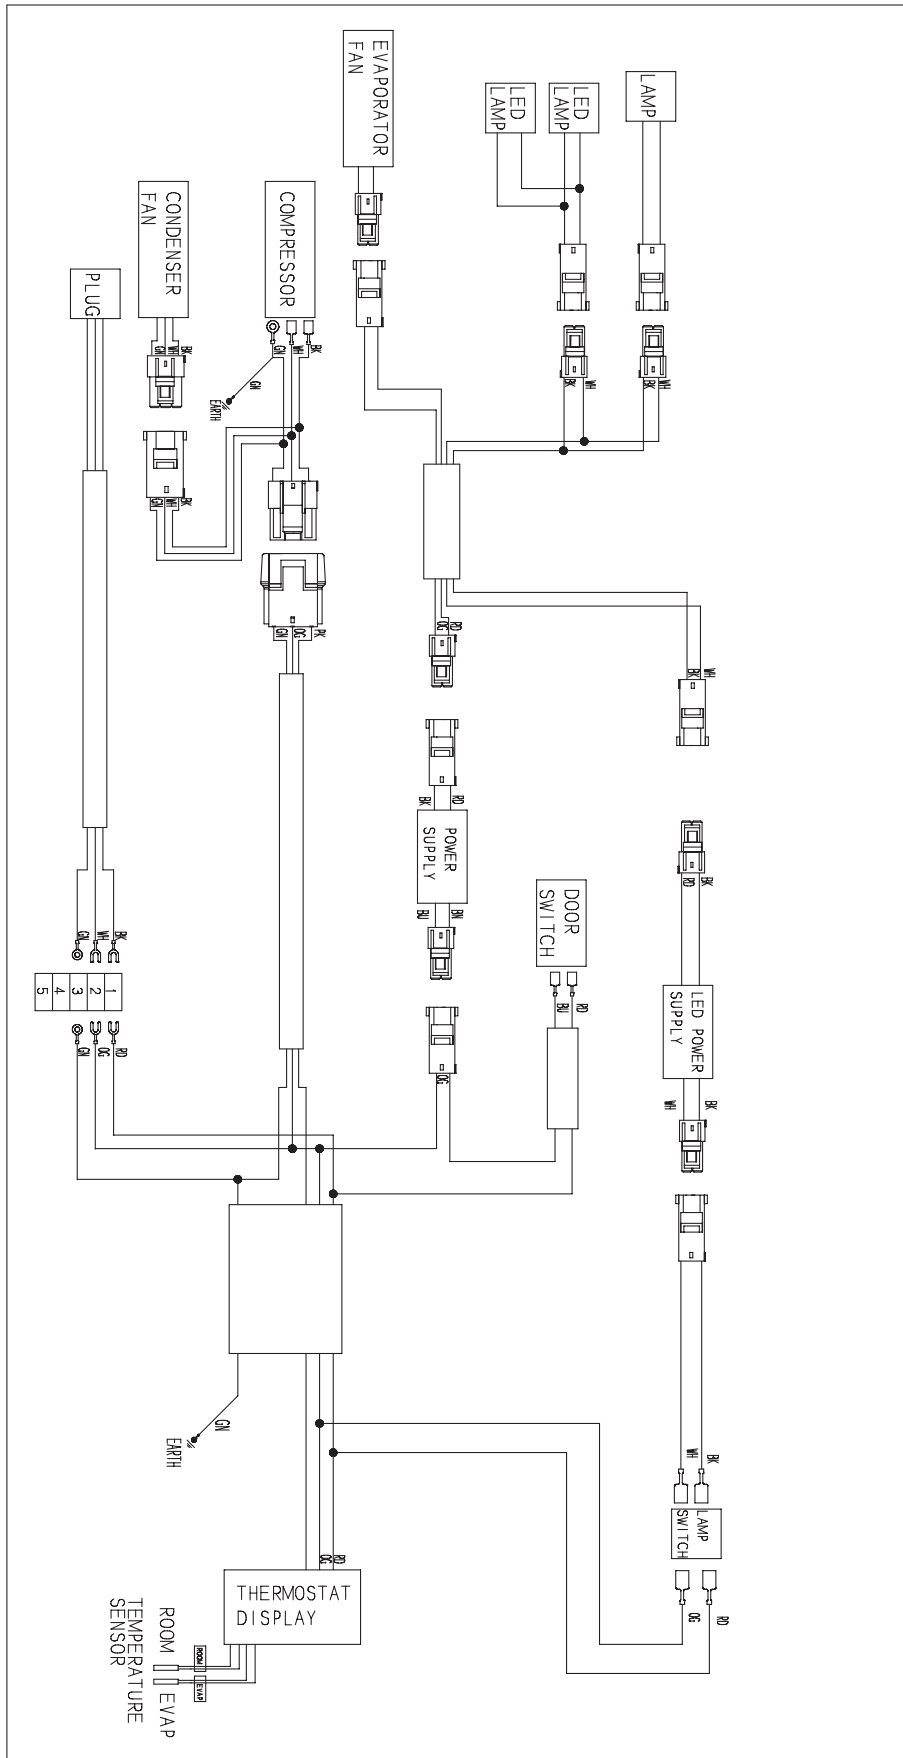 EVAPORATOR
FAN
LED
LAMP
LED
LAMP
LAMP
CONDENSER
FAN
COMPRESSOR
PLUG
GN
WH
BK
GN
WH
BK
GN
EARTH
BK
WH
BK
WH
GN
WH
BK
GN
OG
PK
OG
RD
BK
WH
BK
RD
POWER
SUPPLY
BU
BN
RD
BK
DOOR
SWITCH
BU
RD
GN
WH
BK
5
4
3
2
1
GN
OG
RD
LED POWER
SUPPLY
OG
WH
BK
GN
EARTH
WH
BK
LAMP
SWITCH
OG
RD
OG
RD
THERMOSTAT
DISPLAY
ROOM
EVAP
ROOM
EVAP
TEMPERATURE
SENSOR